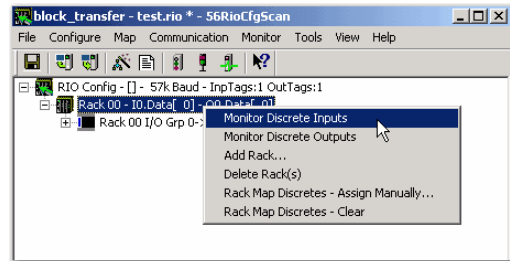 block_transfer - test.rio * - 56RioCfgScan
File Configure Map Communication Monitor Tools View Help
RIO Config - [] - 57k Baud - InpTags:1 OutTags:1
Rack 00 - I0.Data[ 0] - O0.Data[ 0]
Rack 00 I/O Grp 0-
Monitor Discrete Inputs
Monitor Discrete Outputs
Add Rack...
Delete Rack(s)
Rack Map Discretes - Assign Manually...
Rack Map Discretes - Clear